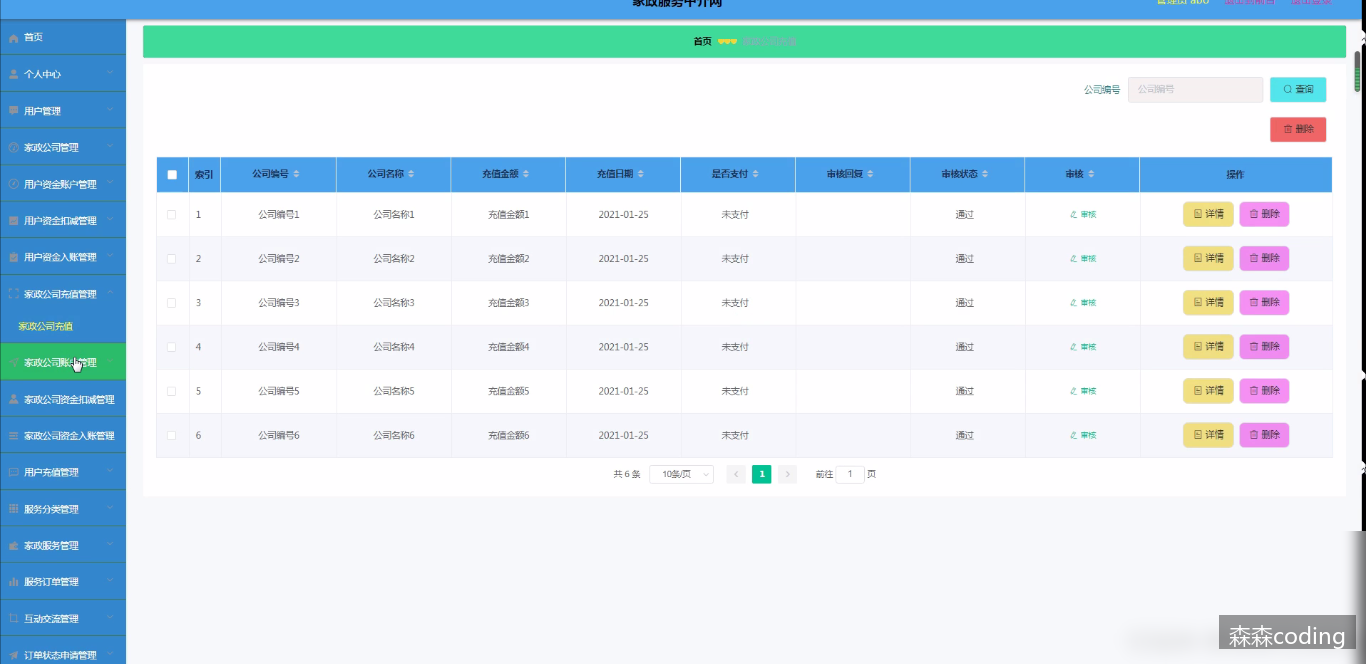 家政服务中介网
管理员 abo 退出到前台 退出登录
首页
个人中心
用户管理
家政公司管理
用户资金账户管理
用户资金扣减管理
用户资金入账管理
家政公司充值管理
家政公司充值
家政公司账户管理
家政公司资金扣减管理
家政公司资金入账管理
用户充值管理
服务分类管理
家政服务管理
服务订单管理
互动交流管理
订单状态申请管理
首页 家政公司充值
公司编号 公司编号 查询
删除
索引 公司编号 公司名称 充值金额 充值日期 是否支付 审核回复 审核状态 审核 操作
1 公司编号1 公司名称1 充值金额1 2021-01-25 未支付 通过 审核 详情 删除
2 公司编号2 公司名称2 充值金额2 2021-01-25 未支付 通过 审核 详情 删除
3 公司编号3 公司名称3 充值金额3 2021-01-25 未支付 通过 审核 详情 删除
4 公司编号4 公司名称4 充值金额4 2021-01-25 未支付 通过 审核 详情 删除
5 公司编号5 公司名称5 充值金额5 2021-01-25 未支付 通过 审核 详情 删除
6 公司编号6 公司名称6 充值金额6 2021-01-25 未支付 通过 审核 详情 删除
共 6 条 10条/页 1 前往 1 页
森森coding